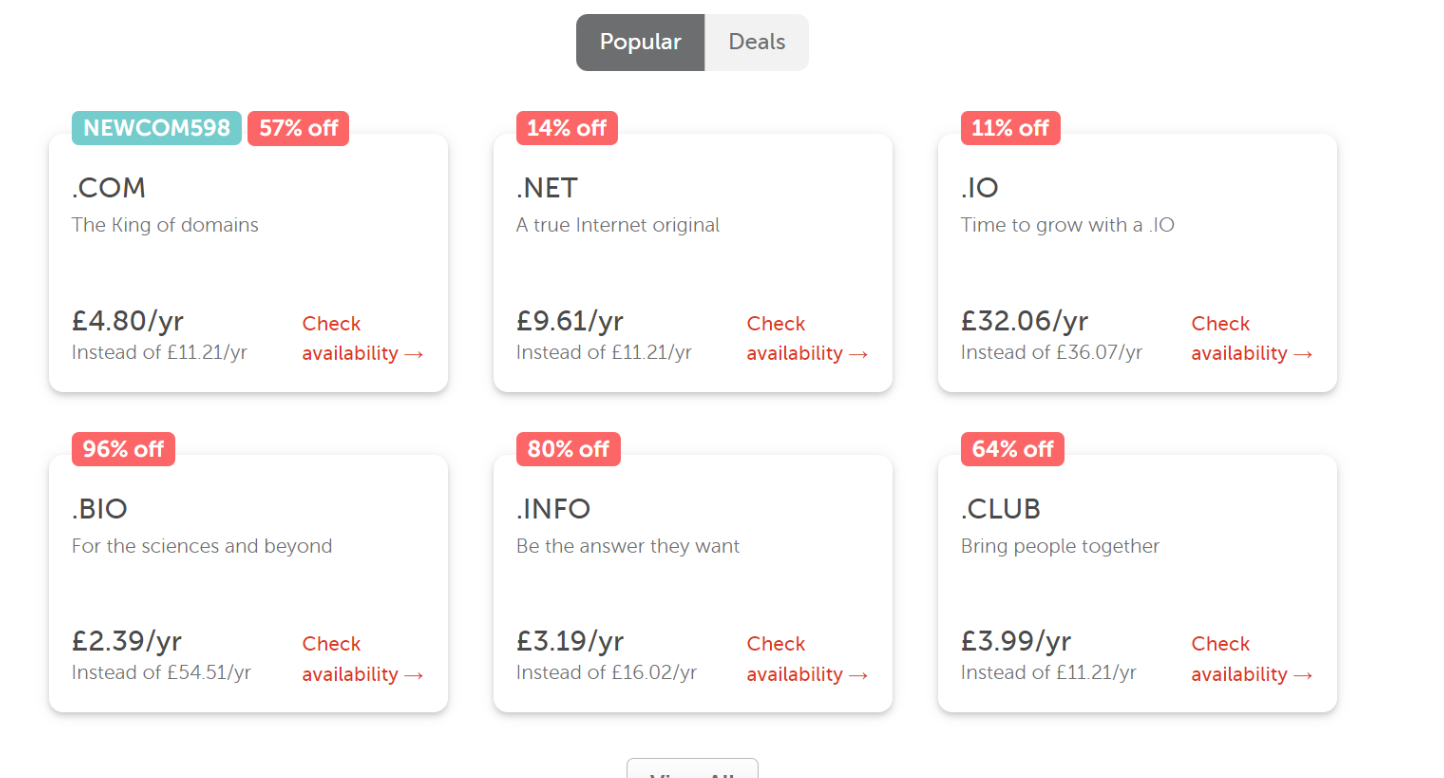 Popular Deals
NEWCOM598 57% off
.COM
The King of domains
£4.80/yr
Instead of £11.21/yr
Check
availability →
14% off
.NET
A true Internet original
£9.61/yr
Instead of £11.21/yr
Check
availability →
11% off
.IO
Time to grow with a .IO
£32.06/yr
Instead of £36.07/yr
Check
availability →
96% off
.BIO
For the sciences and beyond
£2.39/yr
Instead of £54.51/yr
Check
availability →
80% off
.INFO
Be the answer they want
£3.19/yr
Instead of £16.02/yr
Check
availability →
64% off
.CLUB
Bring people together
£3.99/yr
Instead of £11.21/yr
Check
availability →